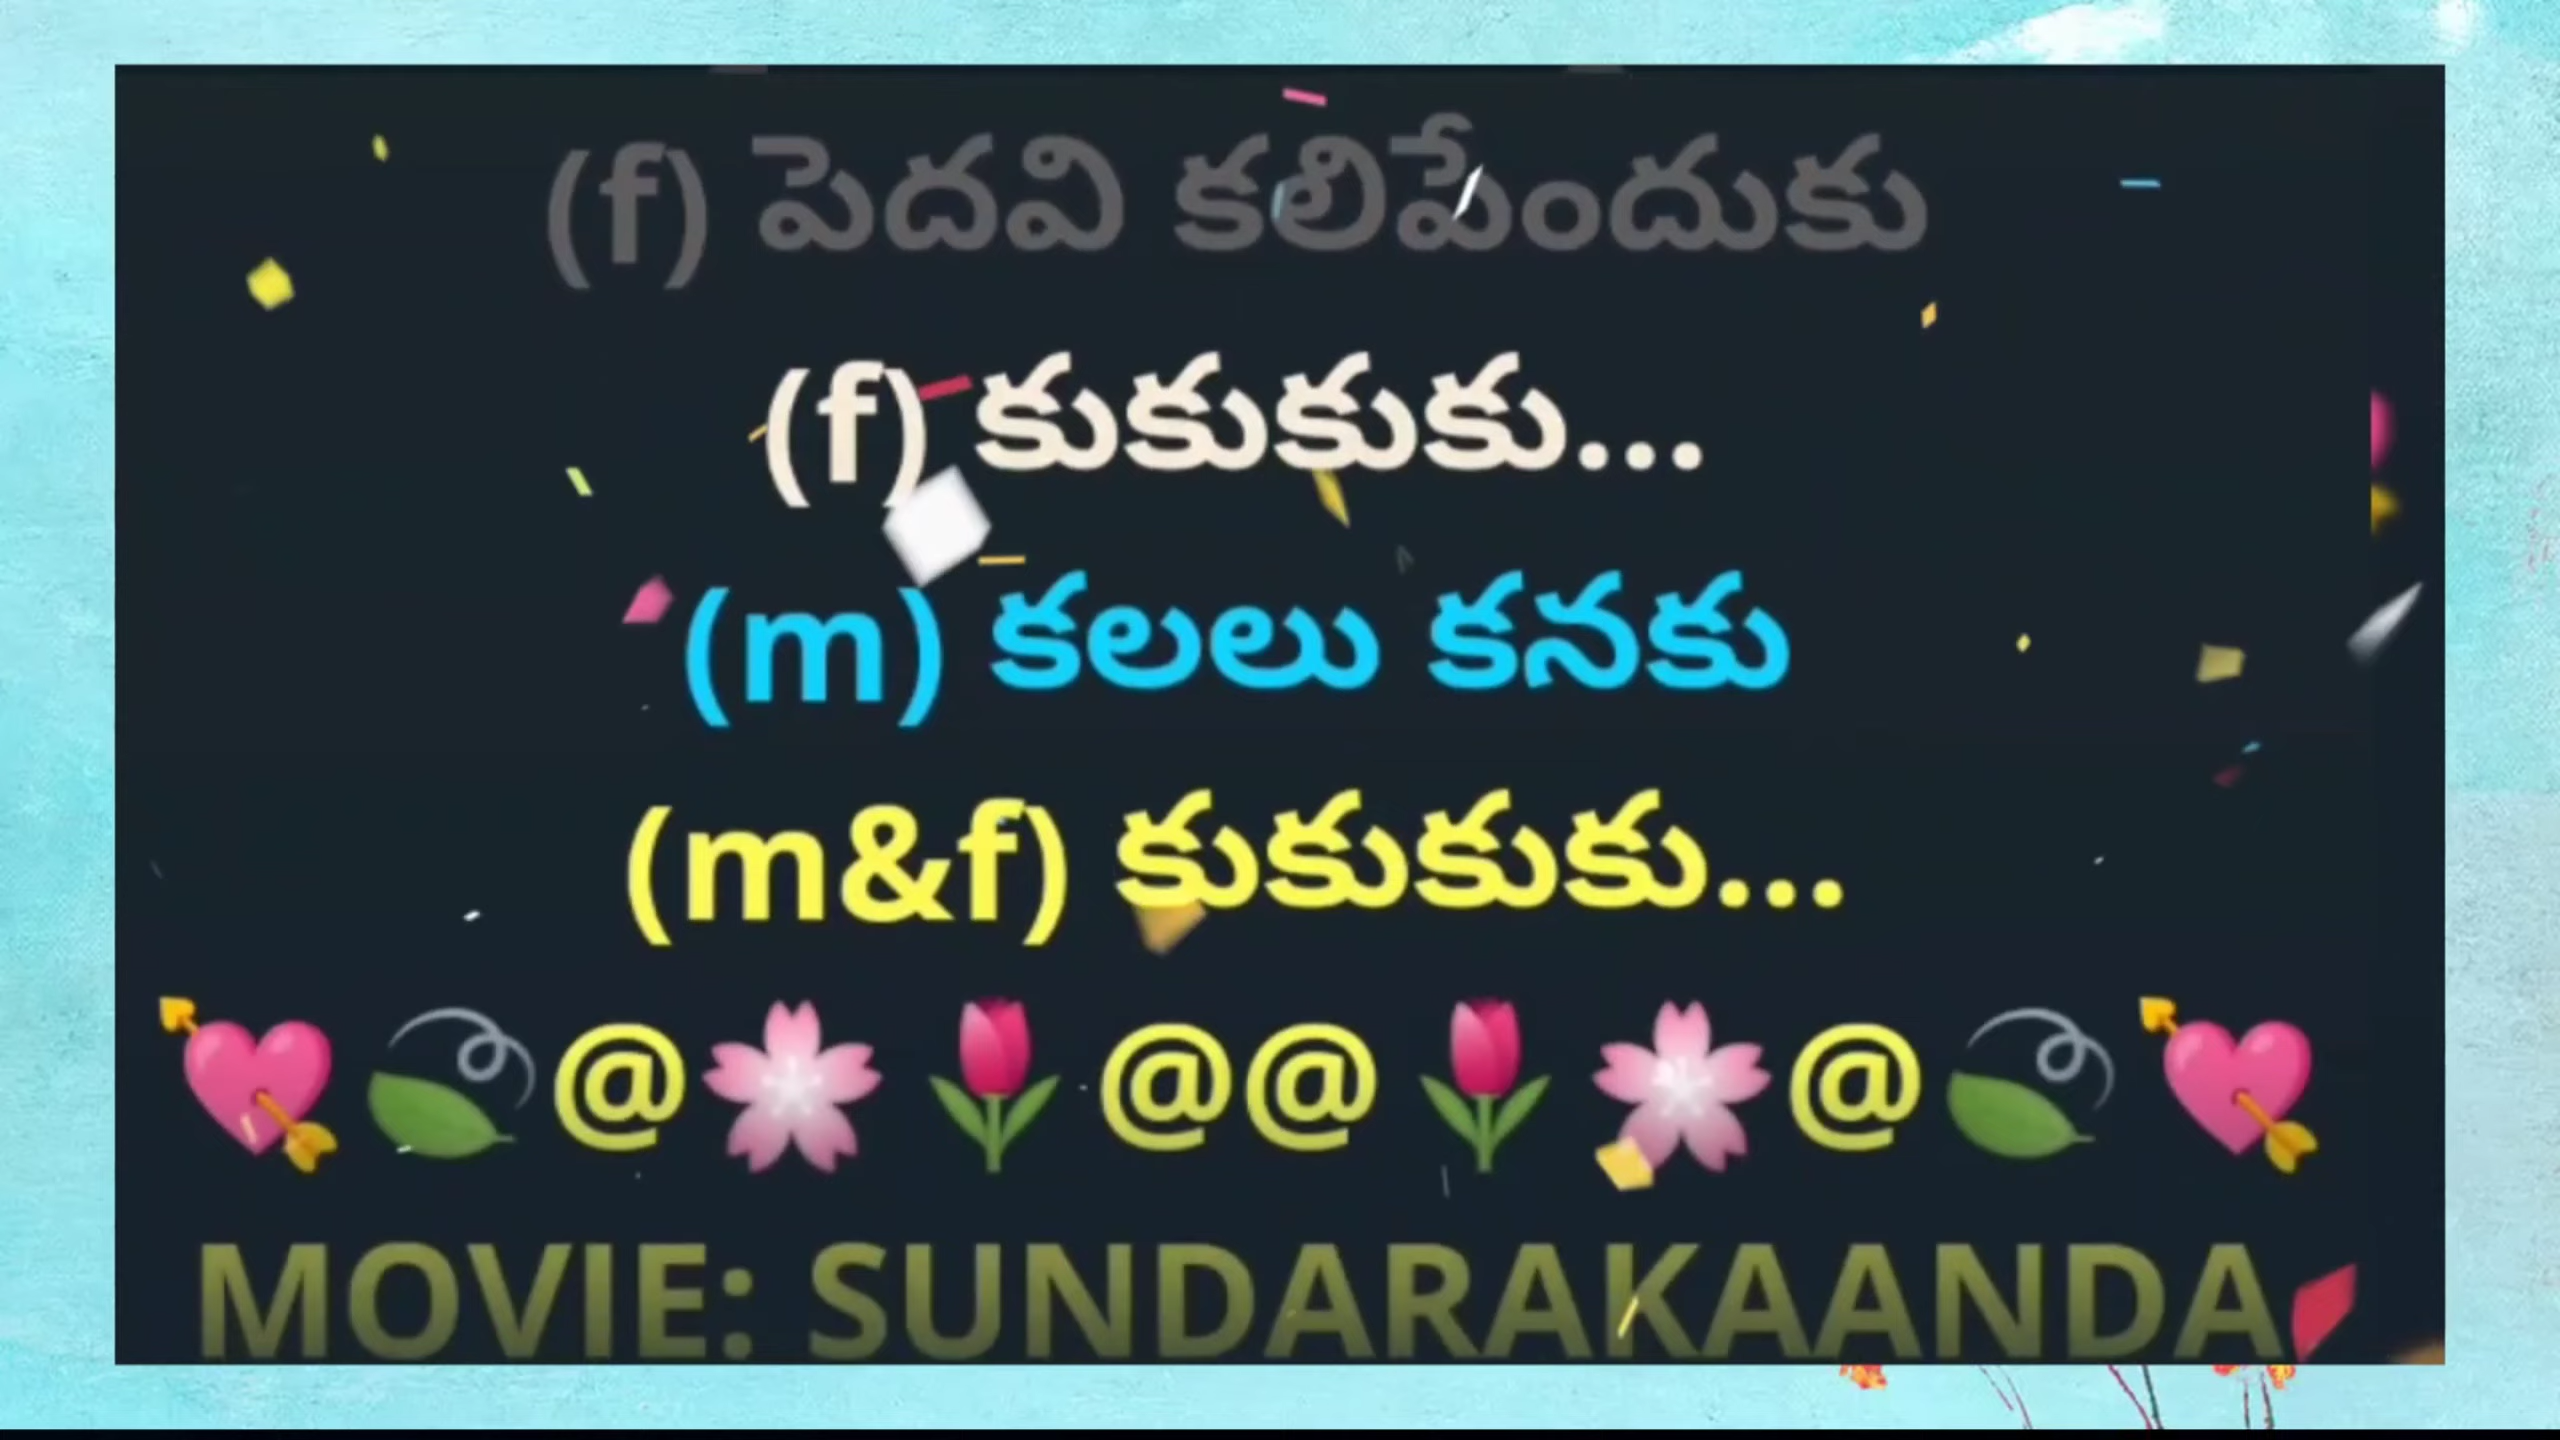 (f) పెదవి కలిపేందుకు
(f) కుకుకుకు...
(m) కలలు కనకు
(m&f) కుకుకుకు...
💘🍃@🌸🌷@@🌷🌸@🍃💘
MOVIE: SUNDARAKAANDA